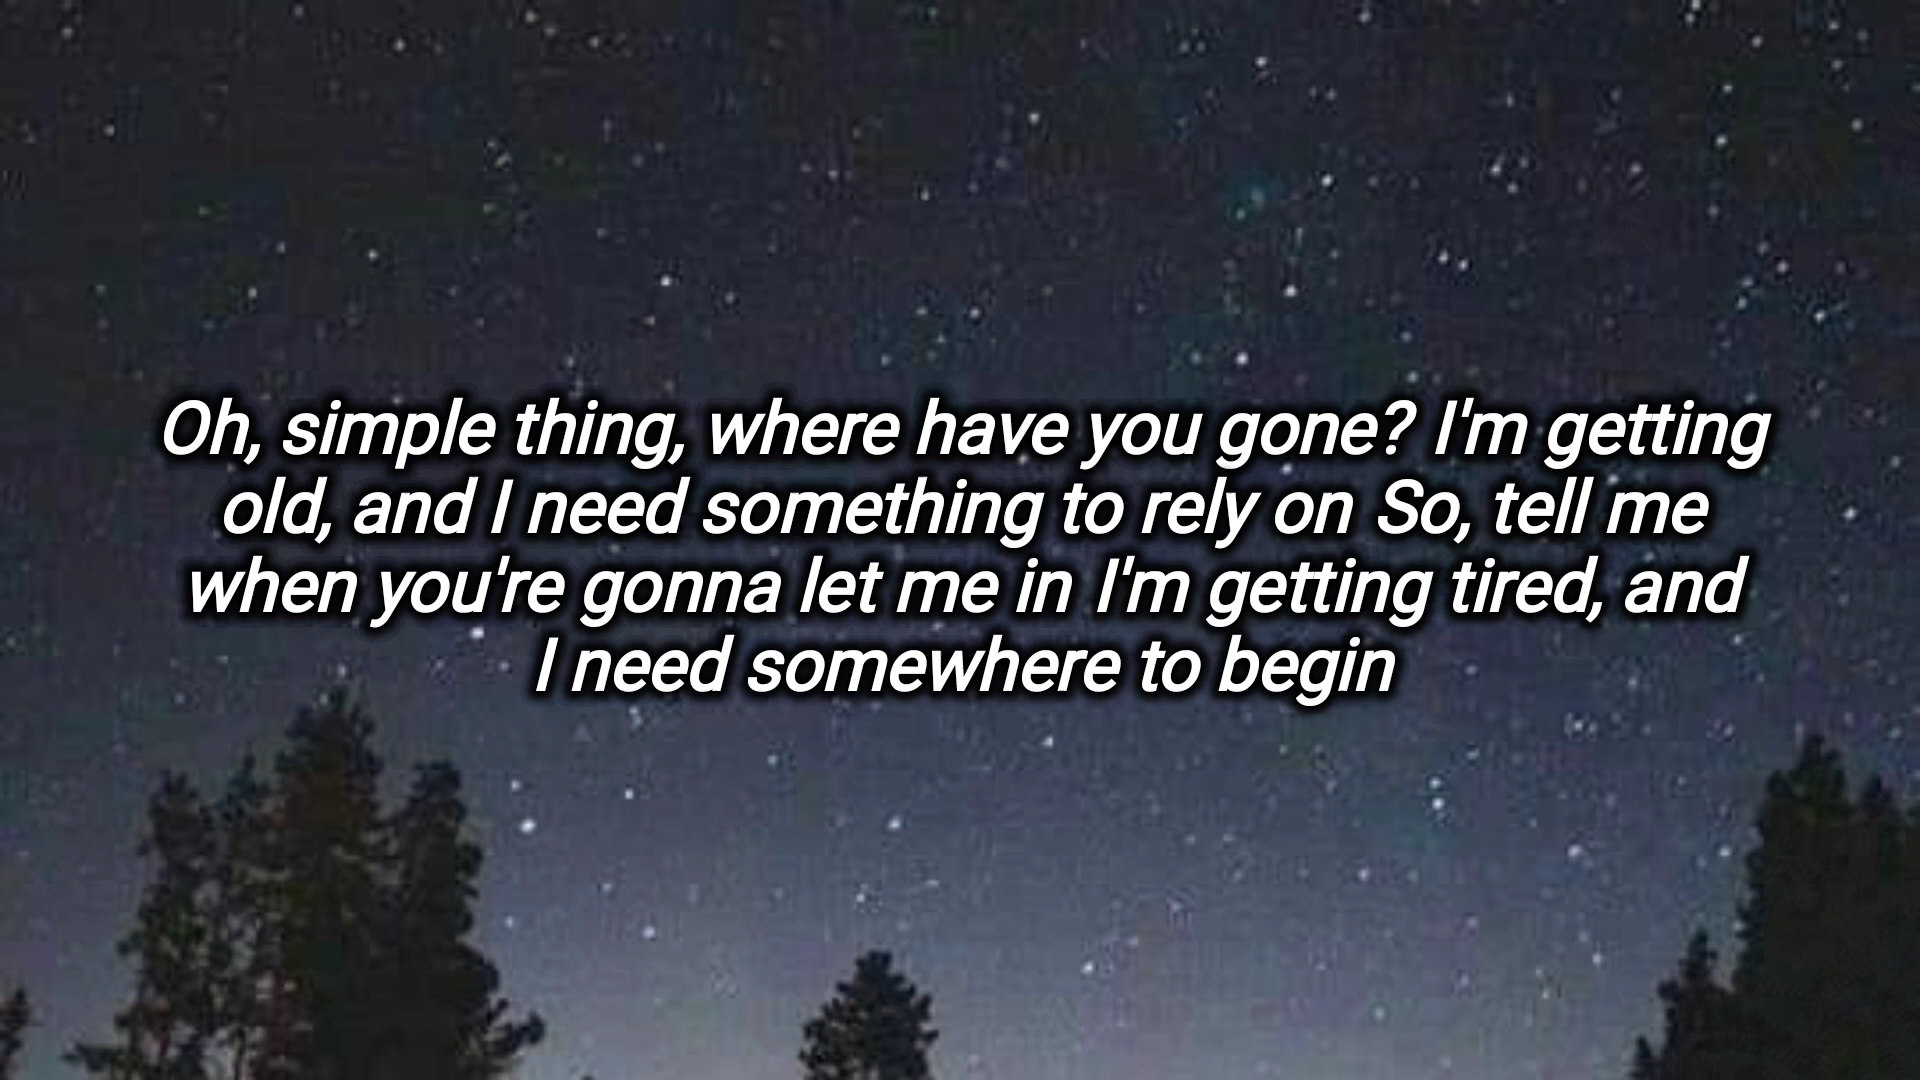 Oh, simple thing, where have you gone? I'm getting
old, and I need something to rely on So, tell me
when you're gonna let me in I'm getting tired, and
I need somewhere to begin